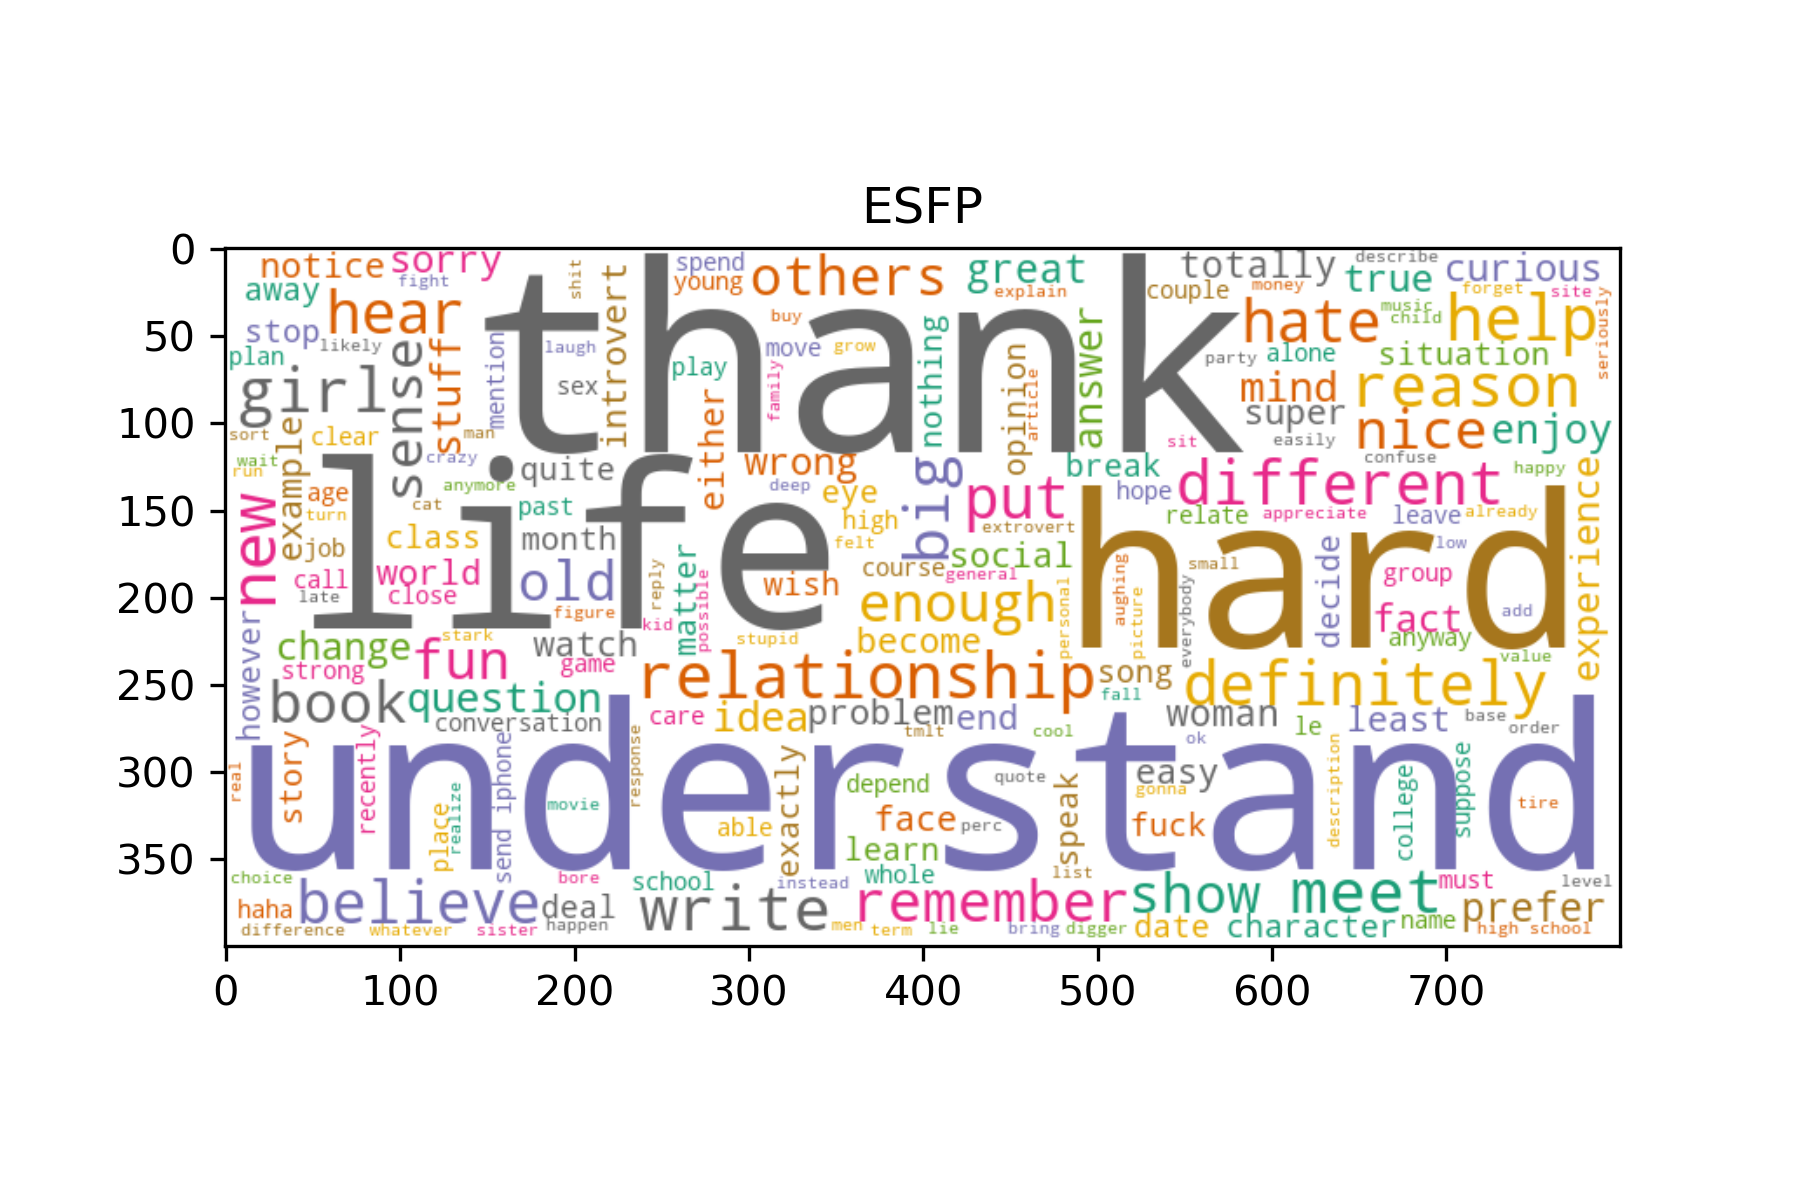 ESFP
0
50
100
150
200
250
300
350
0 100 200 300 400 500 600 700
notice sorry shit introvert spend others great totally describe curious
away fight young explain couple money true forget site
hear thank buy music child help seriously
stop likely mention laugh move grow nothing answer hate
plan sense stuff sex play family opinion article party alone situation
girl either mind reason
super
sort example clear man sit easily nice enjoy
wait run crazy quite wrong big break confuse happy
anymore deep eye put hope different experience
new age cat past high extrovert relate appreciate leave already
turn life felt hard
job class month matter social decide low
call world old reply possible wish course general small group
late close figure enough personal aughing picture everybody fact add
however change stark kid stupid become anyway
strong fun watch game relationship song definitely value
book question fall
conversation care idea problem end woman le least base order
tmlt cool ok
real story recently understand response exactly quote easy description college suppose
place realize send iphone movie depend speak gonna tire
able face perc fuck
learn
choice bore school instead whole list must level
haha believe deal write remember show meet prefer
difference whatever sister happen men term lie bring digger date character name high school